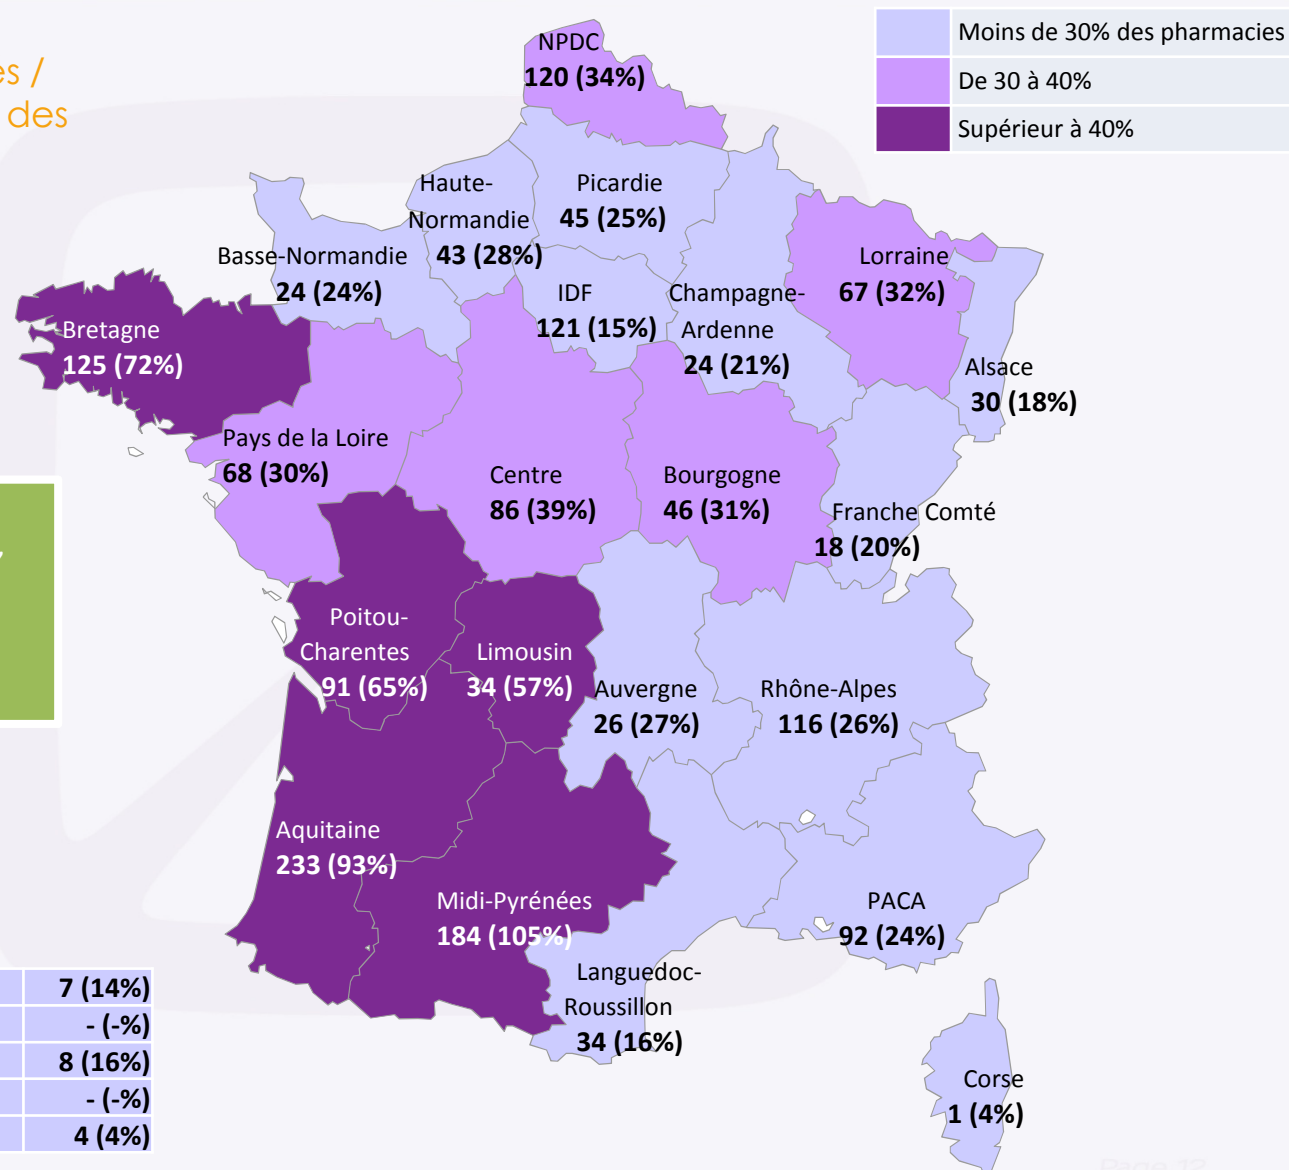 es /
des
Moins de 30% des pharmacies
De 30 à 40%
Supérieur à 40%
NPDC
120 (34%)
Haute-
Normandie
43 (28%)
Picardie
45 (25%)
Basse-Normandie
24 (24%)
IDF
121 (15%)
Champagne-
Ardenne
24 (21%)
Lorraine
67 (32%)
Alsace
30 (18%)
Bretagne
125 (72%)
Pays de la Loire
68 (30%)
Centre
86 (39%)
Bourgogne
46 (31%)
Franche Comté
18 (20%)
Poitou-
Charentes
91 (65%)
Limousin
34 (57%)
Auvergne
26 (27%)
Rhône-Alpes
116 (26%)
Aquitaine
233 (93%)
Midi-Pyrénées
184 (105%)
PACA
92 (24%)
Languedoc-
Roussillon
34 (16%)
Corse
1 (4%)
7 (14%)
- (-%)
8 (16%)
- (-%)
4 (4%)
Page 12